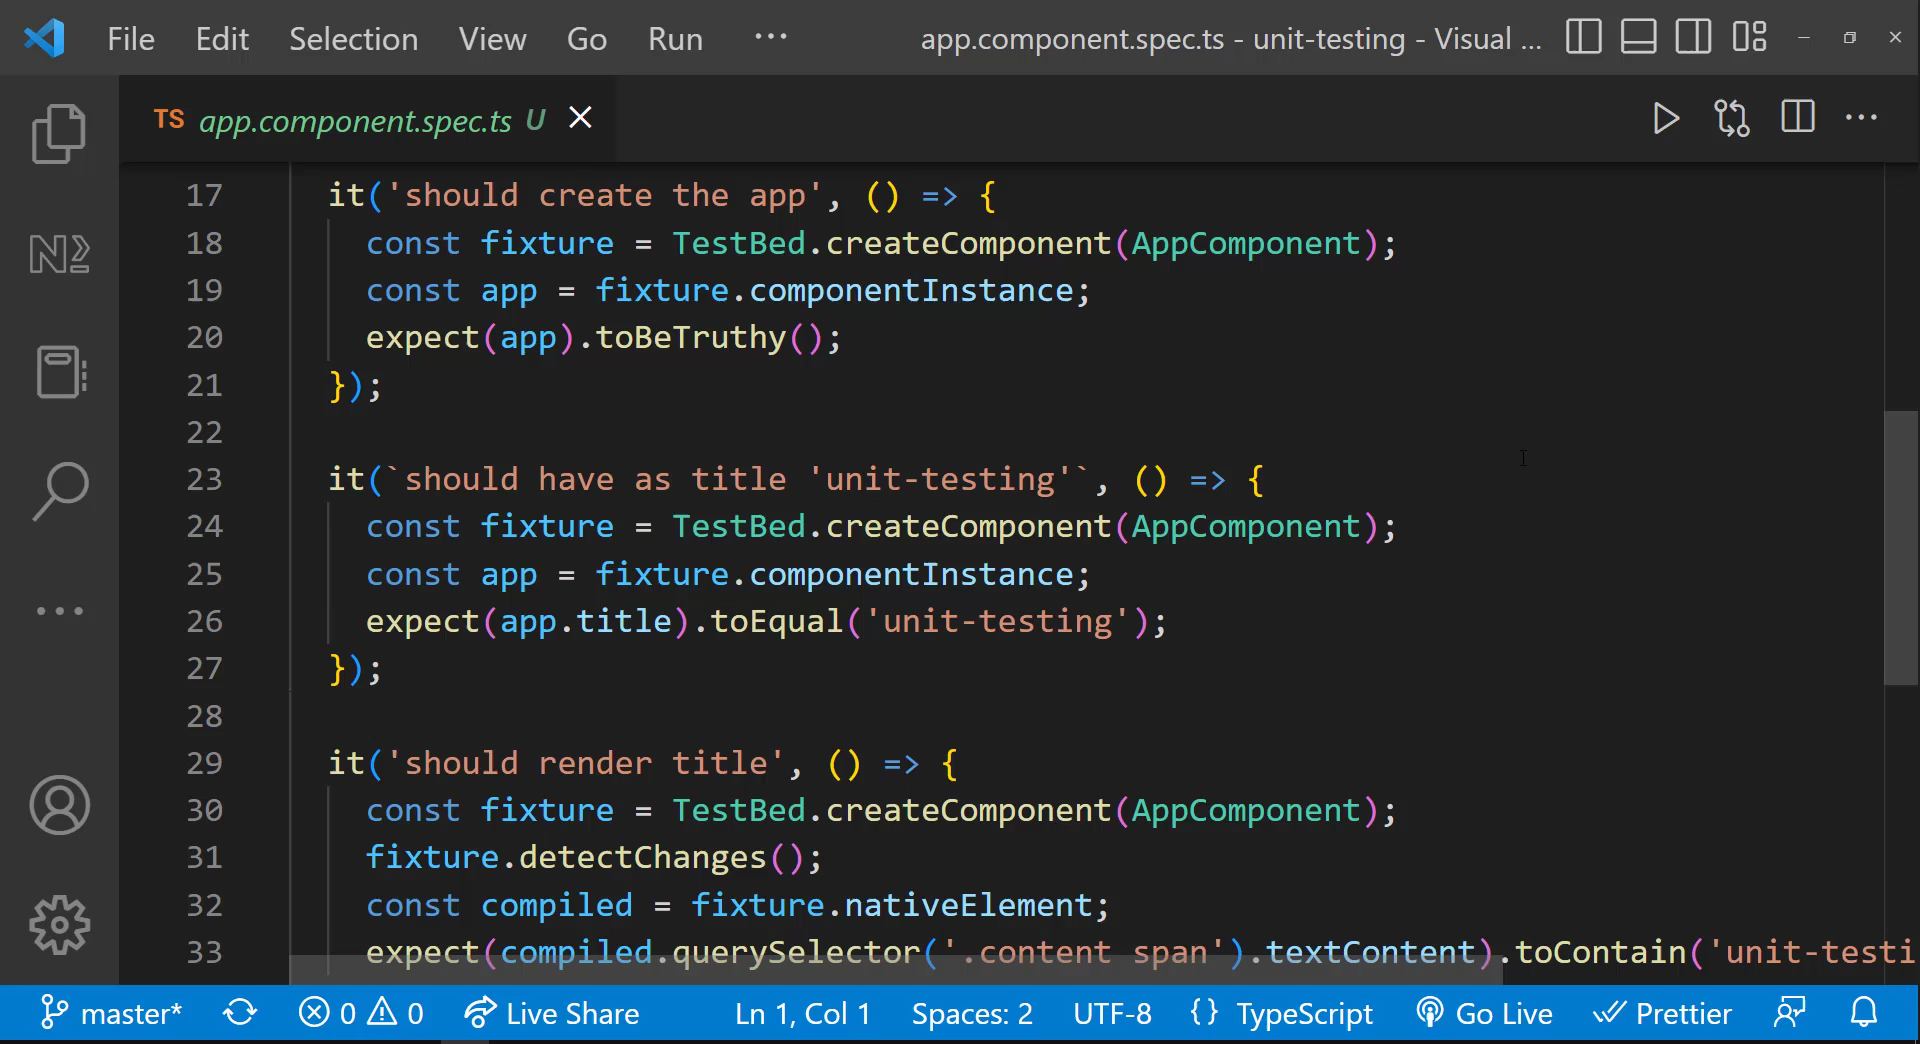 File Edit Selection View Go Run ··· app.component.spec.ts - unit-testing - Visual ...
TS app.component.spec.ts U
17 it('should create the app', () => {
18 const fixture = TestBed.createComponent(AppComponent);
19 const app = fixture.componentInstance;
20 expect(app).toBeTruthy();
21 });
22
23 it(`should have as title 'unit-testing'`, () => {
24 const fixture = TestBed.createComponent(AppComponent);
25 const app = fixture.componentInstance;
26 expect(app.title).toEqual('unit-testing');
27 });
28
29 it('should render title', () => {
30 const fixture = TestBed.createComponent(AppComponent);
31 fixture.detectChanges();
32 const compiled = fixture.nativeElement;
33 expect(compiled.querySelector('.content span').textContent).toContain('unit-testi
master* 0 0 Live Share Ln 1, Col 1 Spaces: 2 UTF-8 {} TypeScript Go Live Prettier